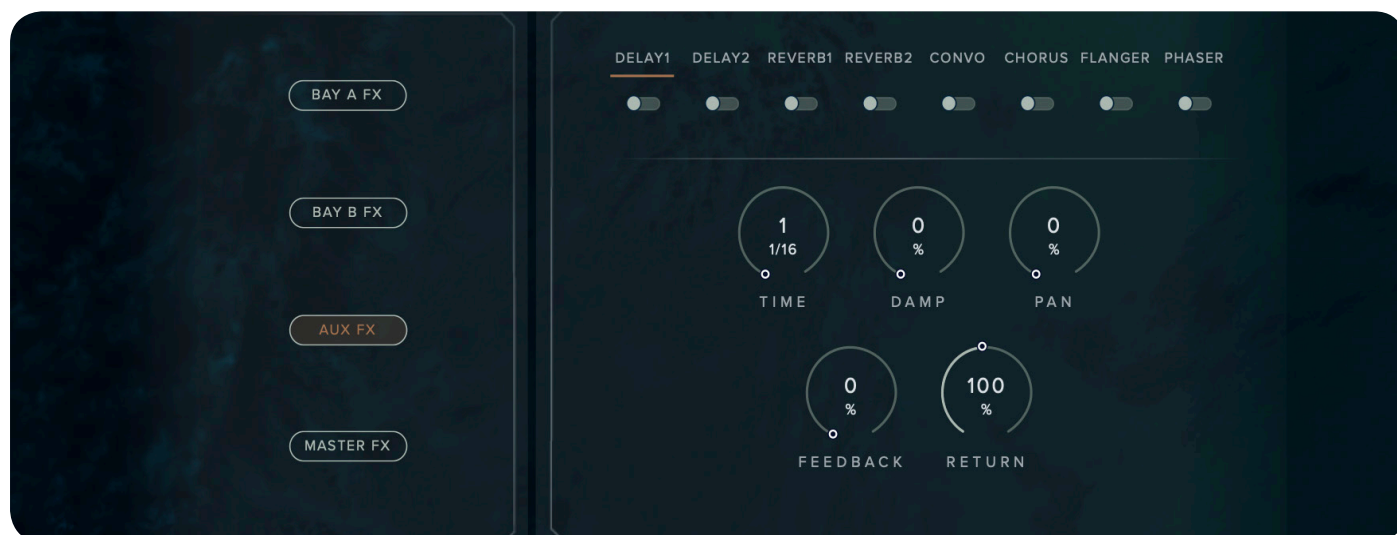 BAY A FX
BAY B FX
AUX FX
MASTER FX
DELAY1 DELAY2 REVERB1 REVERB2 CONVO CHORUS FLANGER PHASER
1 0 0
1/16 % %
TIME DAMP PAN
0 100
% %
FEEDBACK RETURN